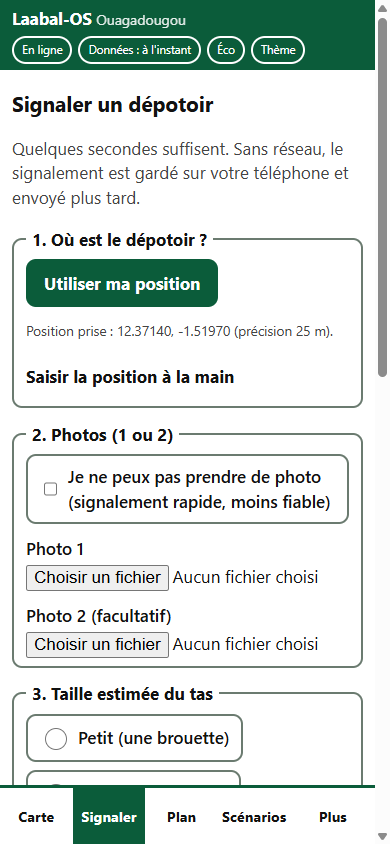 Laabal-OS Ouagadougou
En ligne Données : à l'instant Éco Thème
Signaler un dépotoir
Quelques secondes suffisent. Sans réseau, le
signalement est gardé sur votre téléphone et
envoyé plus tard.
1. Où est le dépotoir ?
Utiliser ma position
Position prise : 12.37140, -1.51970 (précision 25 m).
Saisir la position à la main
2. Photos (1 ou 2)
Je ne peux pas prendre de photo
(signalement rapide, moins fiable)
Photo 1
Choisir un fichier Aucun fichier choisi
Photo 2 (facultatif)
Choisir un fichier Aucun fichier choisi
3. Taille estimée du tas
Petit (une brouette)
Carte Signaler Plan Scénarios Plus